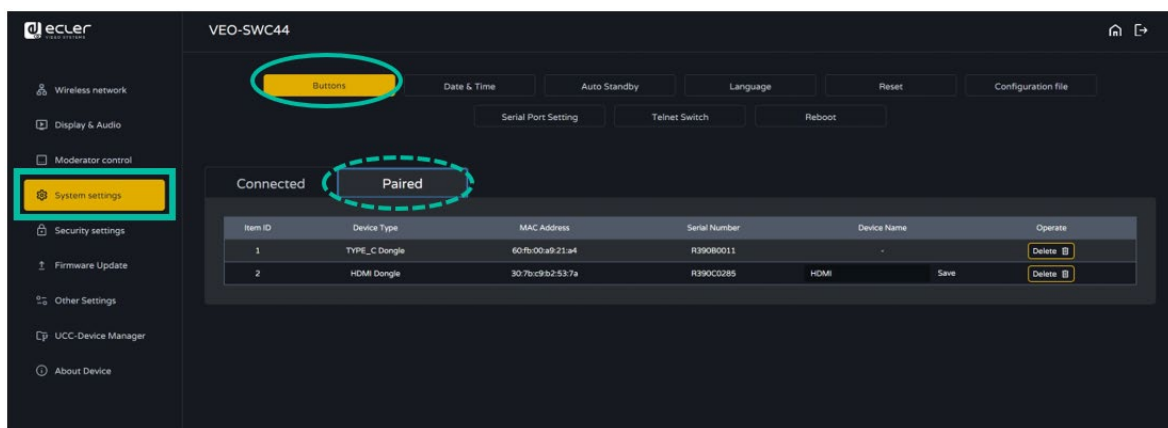 ecler
VIDEO SYSTEMS
VEO-SWC44
Wireless network
Display & Audio
Moderator control
System settings
Security settings
Firmware Update
Other Settings
UCC-Device Manager
About Device
Buttons Date & Time Auto Standby Language Reset Configuration file
Serial Port Setting Telnet Switch Reboot
Connected Paired
Item ID Device Type MAC Address Serial Number Device Name Operate
1 TYPE_C Dongle 60:fb:00:a9:21:a4 R390B0011 - Delete
2 HDMI Dongle 30:7b:c9:b2:53:7a R390C0285 HDMI Save Delete